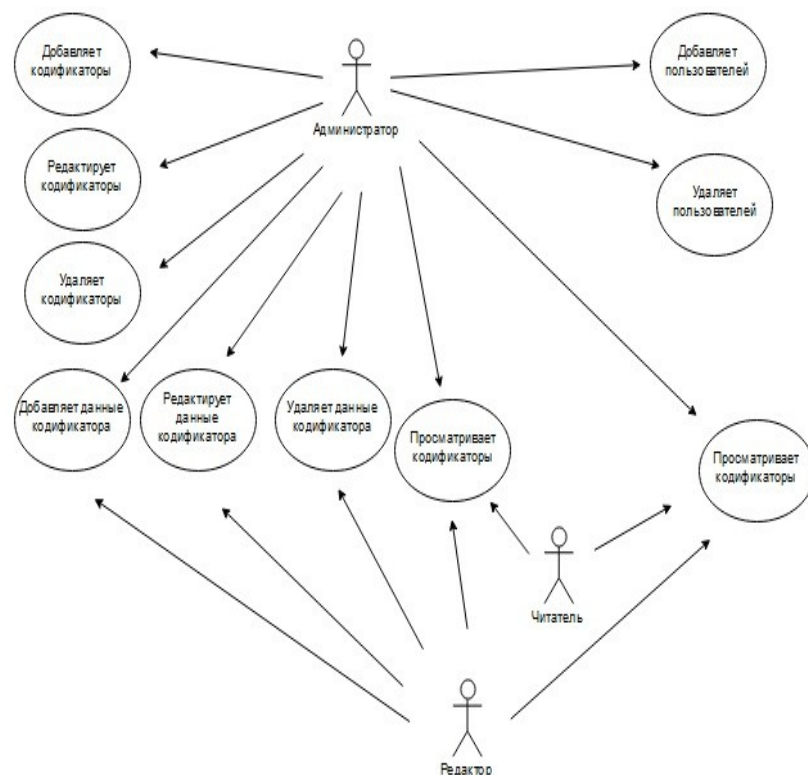 Добавляет
кодификаторы
Добавляет
пользователей
Администратор
Редактирует
кодификаторы
Удаляет
пользователей
Удаляет
кодификаторы
Добавляет данные
кодификатора
Редактирует
данные
кодификатора
Удаляет данные
кодификатора
Просматривает
кодификаторы
Просматривает
кодификаторы
Читатель
Редактор